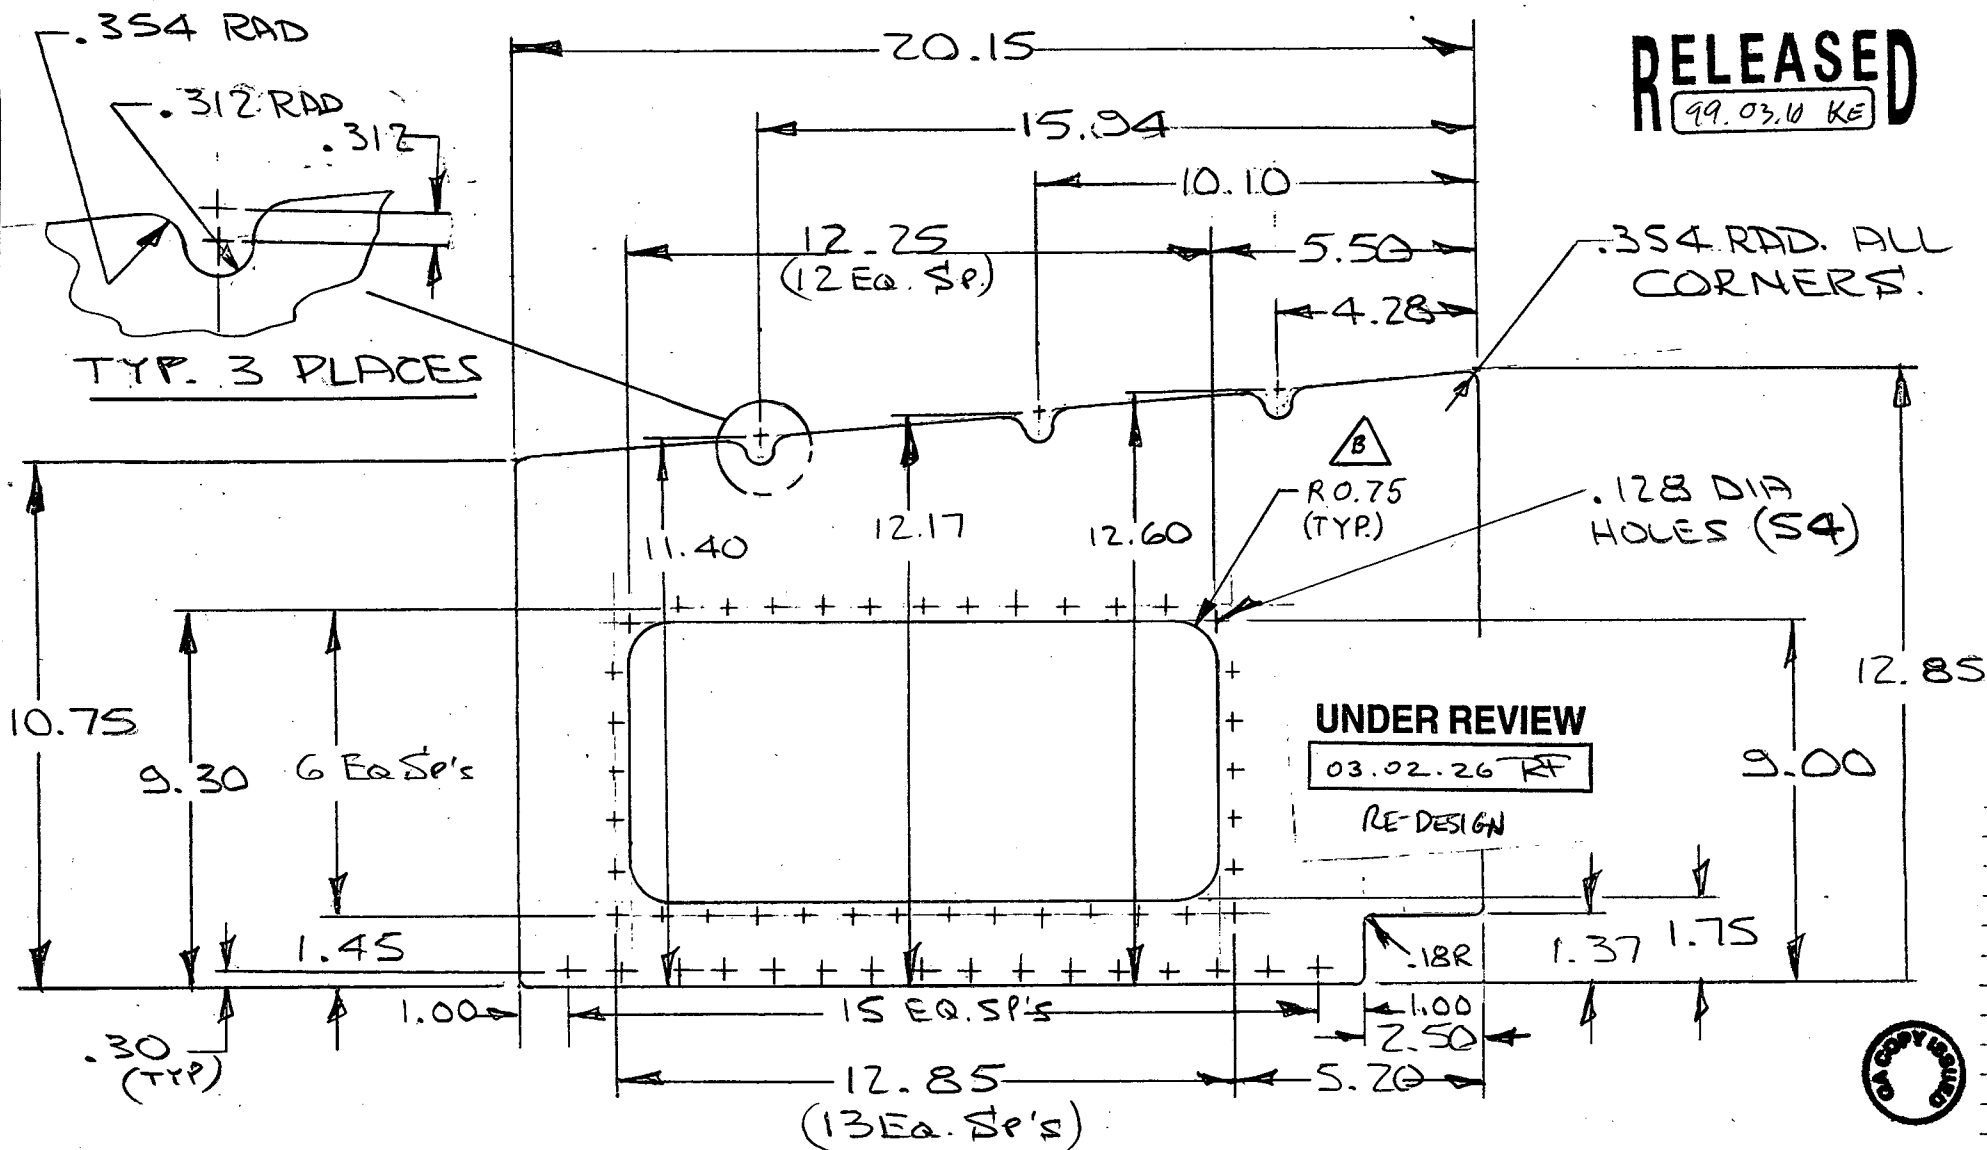 .354 RAD
.312 RAD
.312
TYP. 3 PLACES
20.15
15.94
10.10
12.25
(12 EQ. SP.)
5.50
4.28
RELEASED
99.03.10 KE
.354 RAD. ALL
CORNERS.
B
R0.75
(TYP.)
.128 DIA
HOLES (54)
11.40
12.17
12.60
10.75
9.30
6 EQ SP's
1.45
.30
(TYP)
1.00
15 EQ. SP'S
12.85
(13 EQ. SP's)
1.00
2.50
5.20
.18R
1.37
1.75
9.00
12.85
UNDER REVIEW
03.02.26 RF
RE-DESIGN
QA COPY ISSUED